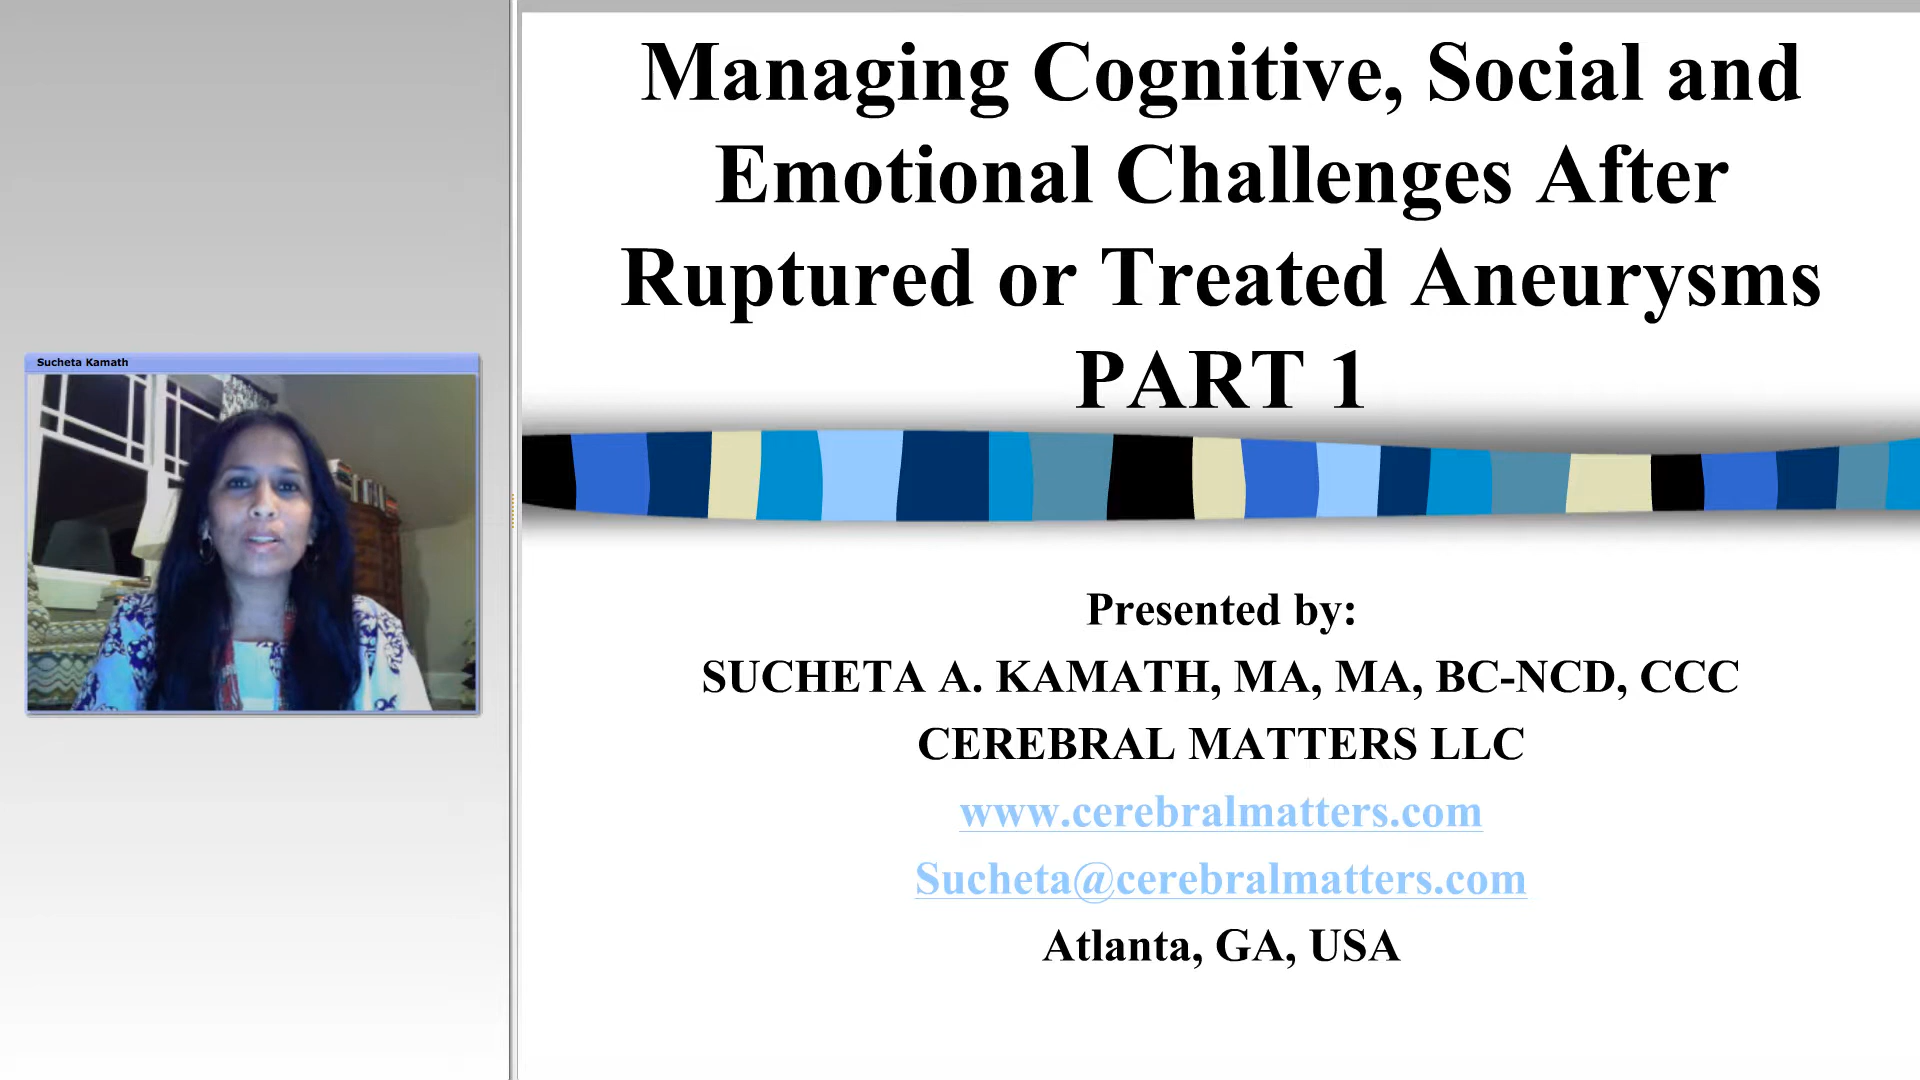 Managing Cognitive, Social and
Emotional Challenges After
Ruptured or Treated Aneurysms
PART 1
Sucheta Kamath
Presented by:
SUCHETA A. KAMATH, MA, MA, BC-NCD, CCC
CEREBRAL MATTERS LLC
www.cerebralmatters.com
Sucheta@cerebralmatters.com
Atlanta, GA, USA